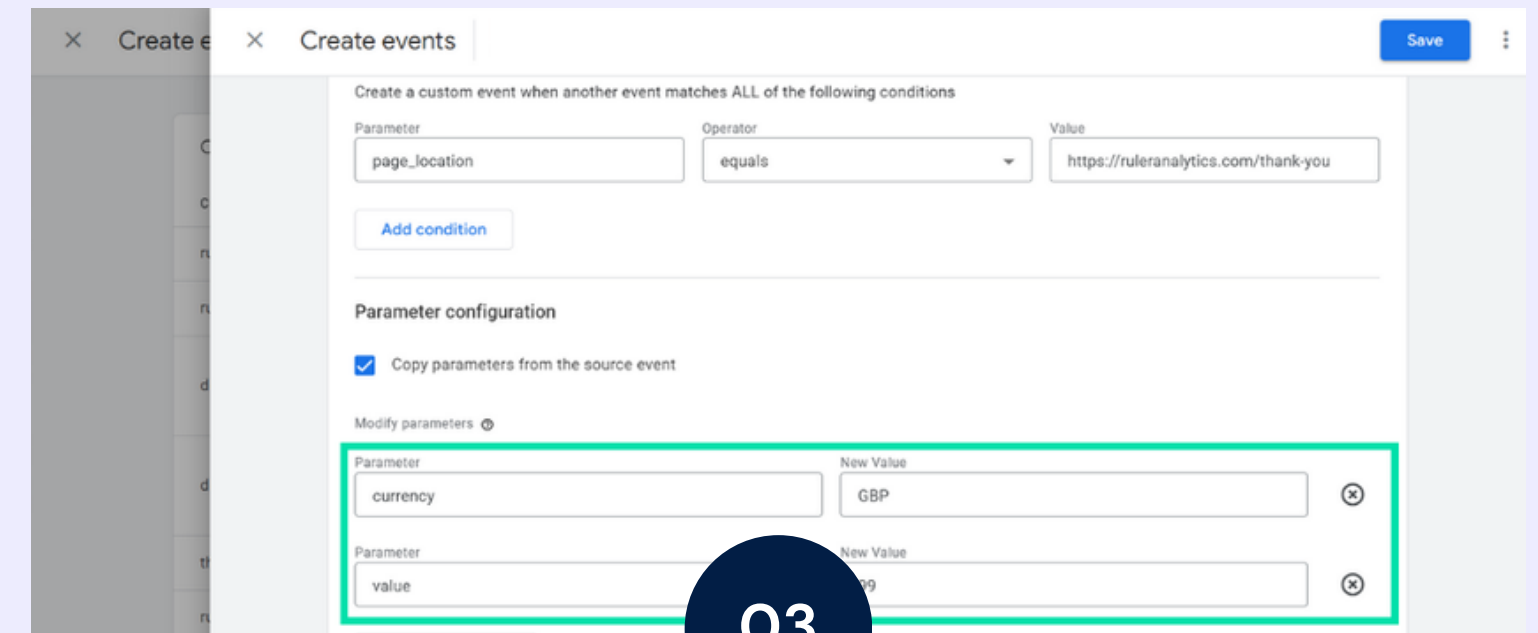 Create e
Create events
Save
Create a custom event when another event matches ALL of the following conditions
Parameter Operator Value
page_location equals https://ruleranalytics.com/thank-you
Add condition
Parameter configuration
Copy parameters from the source event
Modify parameters
Parameter New Value
currency GBP
Parameter New Value
value 99
03